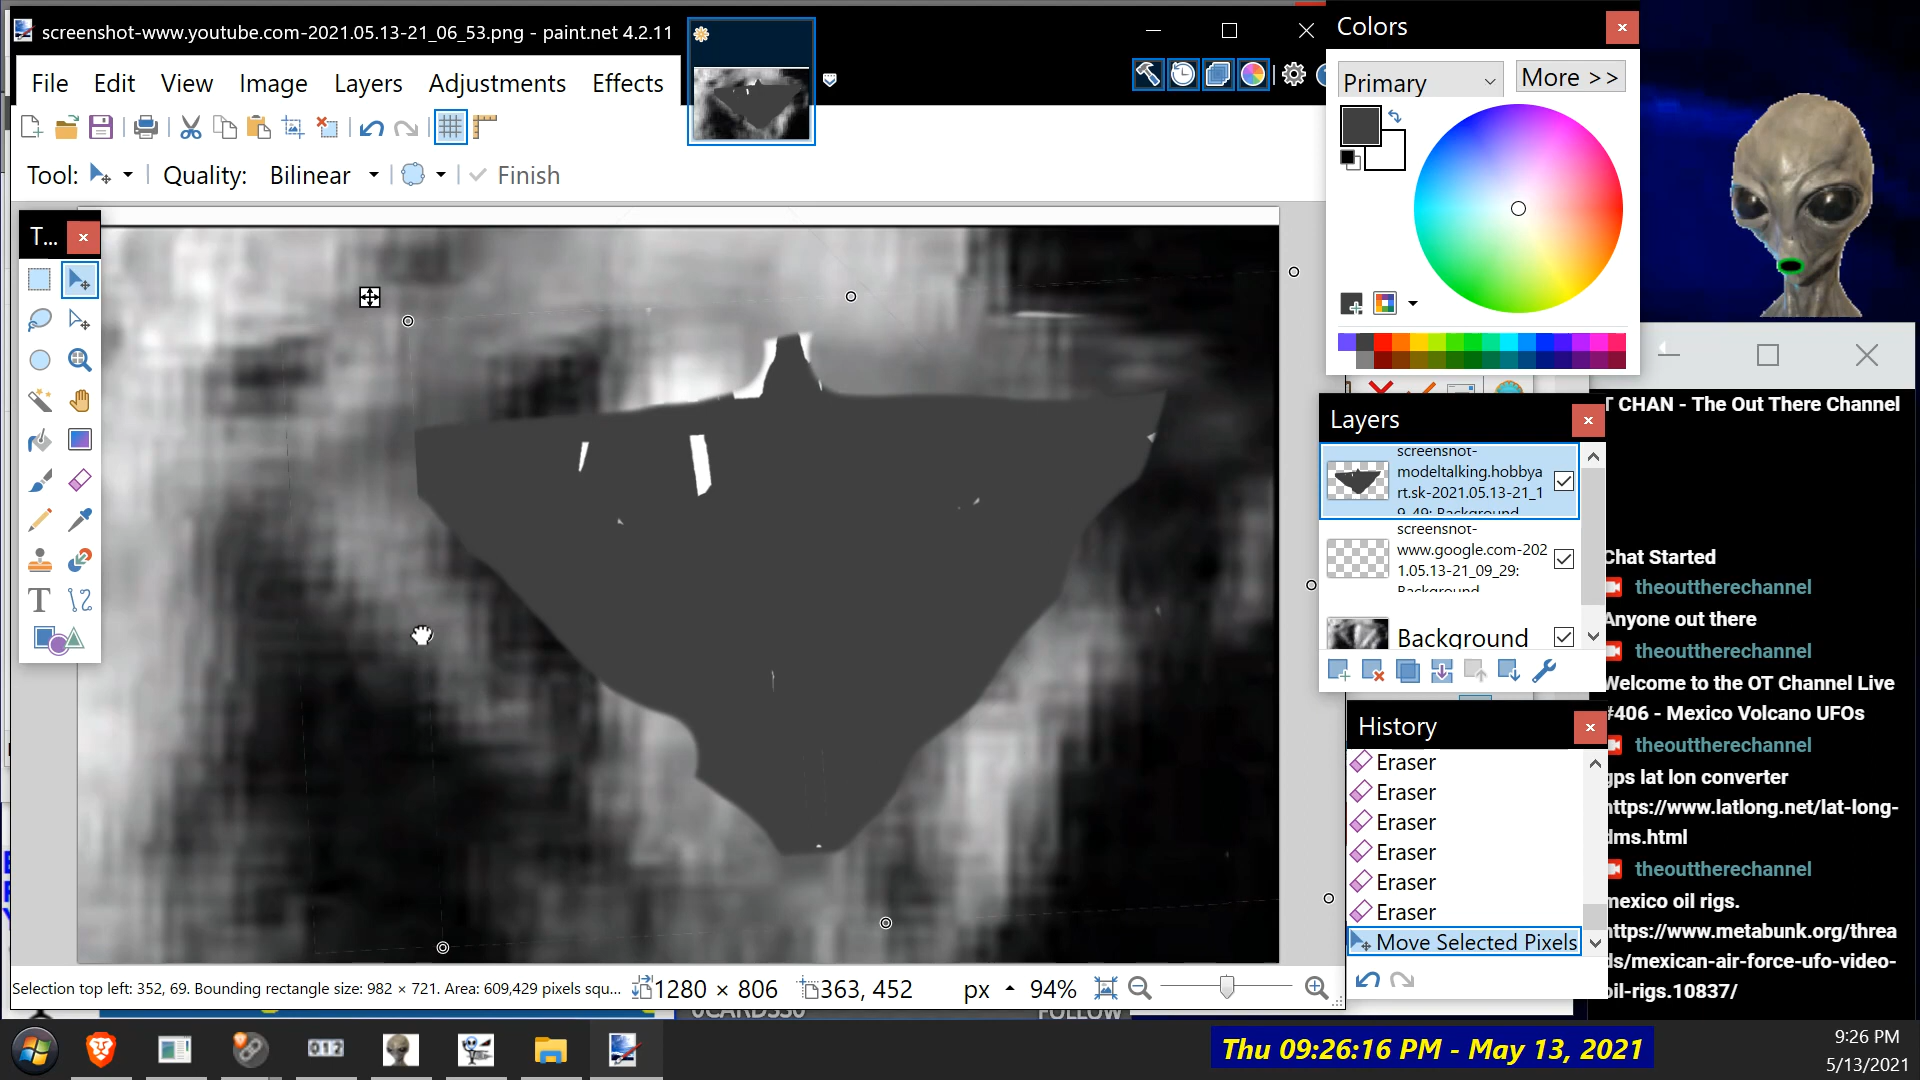 screenshot-www.youtube.com-2021.05.13-21_06_53.png - paint.net 4.2.11
File Edit View Image Layers Adjustments Effects
Tool: Quality: Bilinear Finish
T...
Colors
Primary
More >>
Layers
screenshot-
modeltalking.hobbya
rt.sk-2021.05.13-21_1
9_49: Background
screenshot-
www.google.com-202
1.05.13-21_09_29:
Background
Background
History
Eraser
Eraser
Eraser
Eraser
Eraser
Eraser
Move Selected Pixels
T CHAN - The Out There Channel
Chat Started
theouttherechannel
Anyone out there
theouttherechannel
Welcome to the OT Channel Live
#406 - Mexico Volcano UFOs
theouttherechannel
gps lat lon converter
https://www.latlong.net/lat-long-
dms.html
theouttherechannel
mexico oil rigs.
https://www.metabunk.org/threa
ds/mexican-air-force-ufo-video-
oil-rigs.10837/
Selection top left: 352, 69. Bounding rectangle size: 982 × 721. Area: 609,429 pixels squ... 1280 × 806 363, 452 px 94%
FOLLOW
012
Thu 09:26:16 PM - May 13, 2021
9:26 PM
5/13/2021